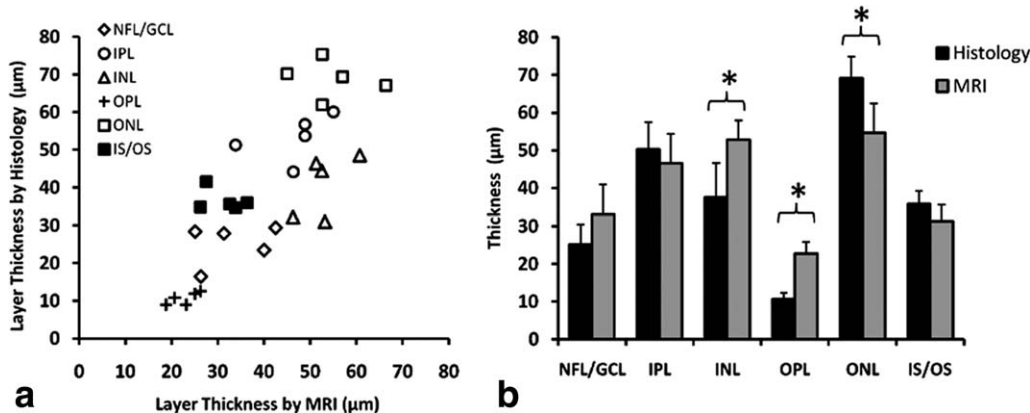 NFL/GCL
IPL
INL
OPL
ONL
IS/OS
80
70
60
50
40
30
20
10
0
Layer Thickness by Histology (μm)
0 10 20 30 40 50 60 70 80
Layer Thickness by MRI (μm)
a
Histology
MRI
80
70
60
50
40
30
20
10
0
Thickness (μm)
* * * 
NFL/GCL IPL INL OPL ONL IS/OS
b